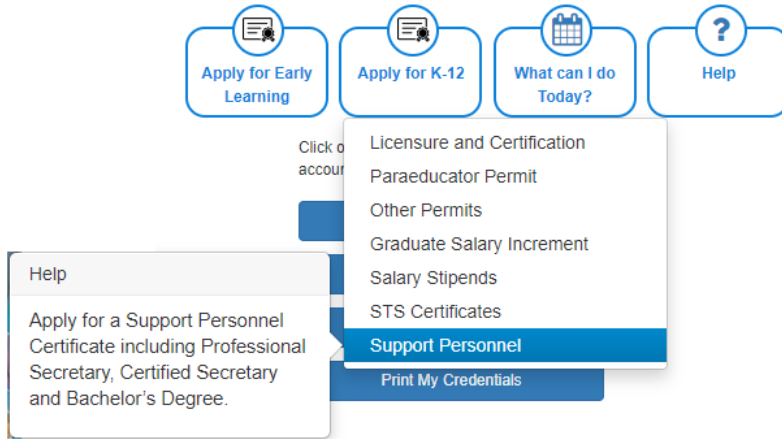 Apply for Early
Learning
Apply for K-12
What can I do
Today?
?
Help
Click o
accour
Licensure and Certification
Paraeducator Permit
Other Permits
Graduate Salary Increment
Salary Stipends
STS Certificates
Support Personnel
Print My Credentials
Help
Apply for a Support Personnel
Certificate including Professional
Secretary, Certified Secretary
and Bachelor’s Degree.